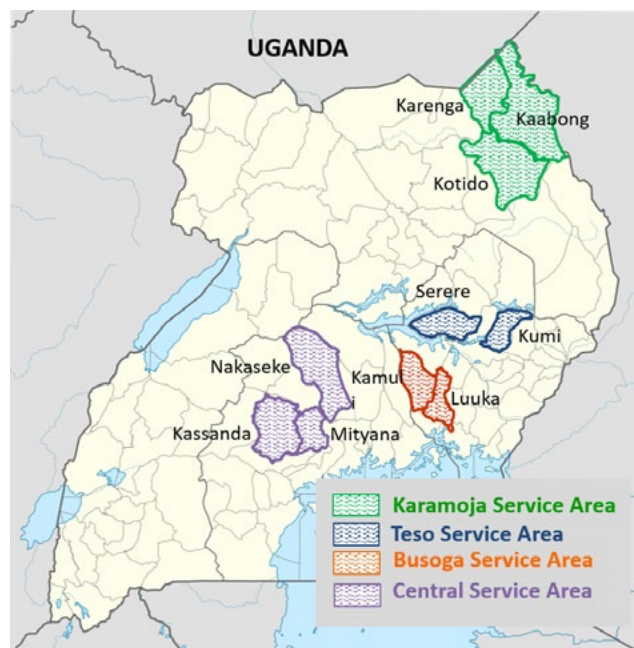 UGANDA
Karenga
Kaabong
Kotido
Serere
Kumi
Nakaseke
Kamul
i
Luuka
Kassanda
Mityana
Karamoja Service Area
Teso Service Area
Busoga Service Area
Central Service Area